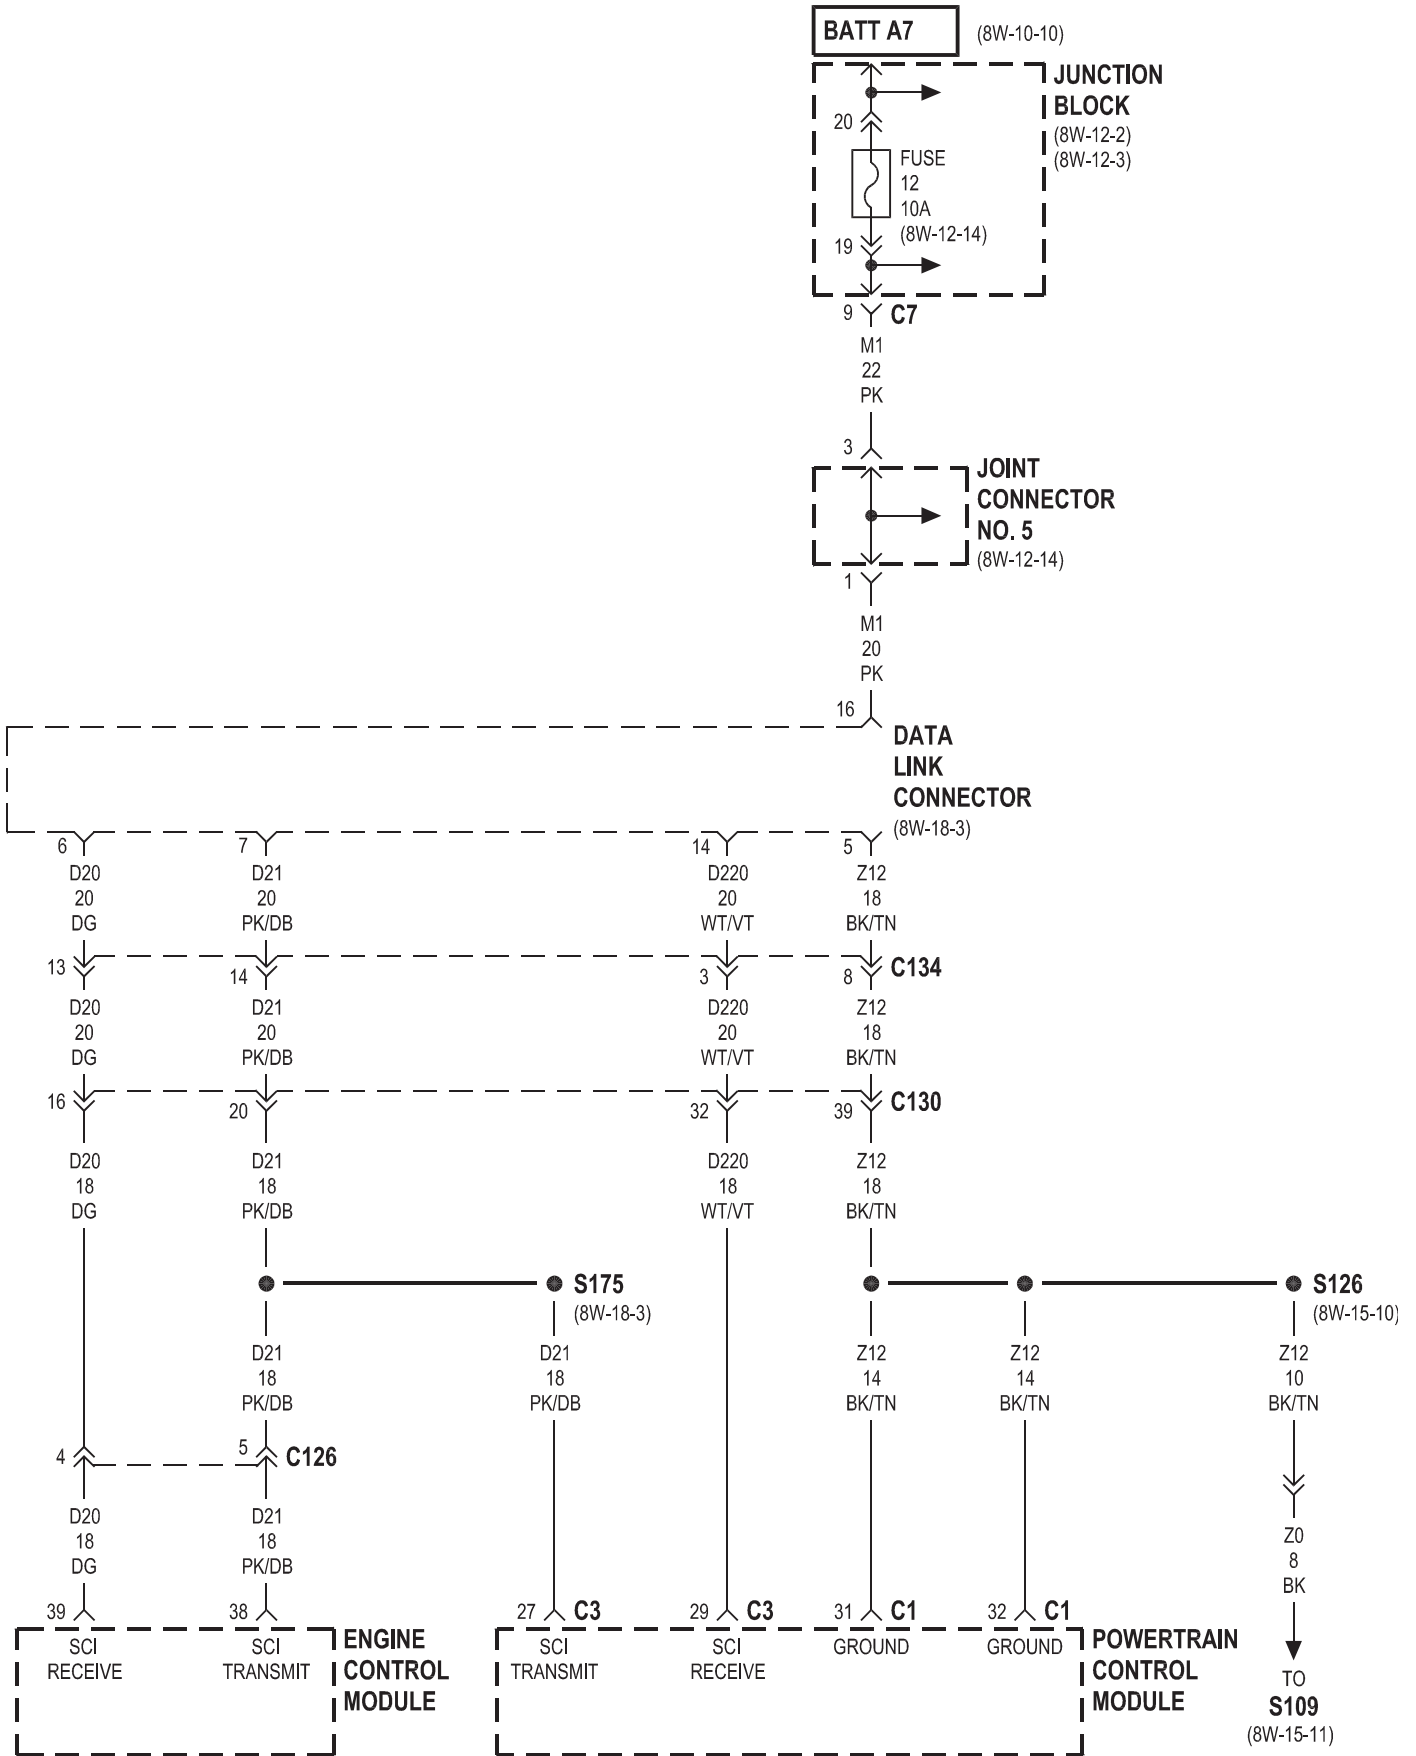 BATT A7
(8W-10-10)
JUNCTION
BLOCK
(8W-12-2)
(8W-12-3)
20
FUSE
12
10A
(8W-12-14)
19
9
C7
M1
22
PK
3
JOINT
CONNECTOR
NO. 5
(8W-12-14)
1
M1
20
PK
16
DATA
LINK
CONNECTOR
(8W-18-3)
6
7
14
5
D20
D21
D220
Z12
20
20
20
18
DG
PK/DB
WT/VT
BK/TN
13
14
3
8
C134
D20
D21
D220
Z12
20
20
20
18
DG
PK/DB
WT/VT
BK/TN
16
20
32
39
C130
D20
D21
D220
Z12
18
18
18
18
DG
PK/DB
WT/VT
BK/TN
S175
(8W-18-3)
S126
(8W-15-10)
D21
D21
Z12
Z12
Z12
18
18
14
14
10
PK/DB
PK/DB
BK/TN
BK/TN
BK/TN
4
5
C126
D20
D21
18
18
DG
PK/DB
Z0
8
BK
39
38
27
C3
29
C3
31
C1
32
C1
SCI
RECEIVE
SCI
TRANSMIT
ENGINE
CONTROL
MODULE
SCI
TRANSMIT
SCI
RECEIVE
GROUND
GROUND
POWERTRAIN
CONTROL
MODULE
TO
S109
(8W-15-11)